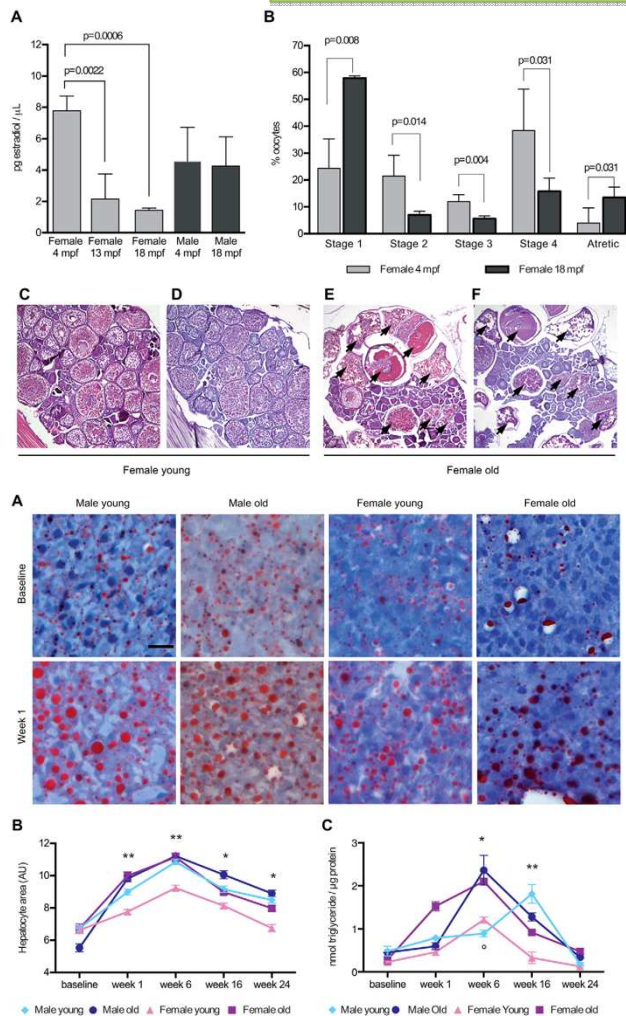 A
p=0.0006
p=0.0022
pg estradiol / µL
12
10
8
6
4
2
0
Female 4 mpf
Female 13 mpf
Female 18 mpf
Male 4 mpf
Male 18 mpf
B
p=0.008
p=0.014
p=0.004
p=0.031
p=0.031
% oocytes
70
60
50
40
30
20
10
0
Stage 1
Stage 2
Stage 3
Stage 4
Atretic
Female 4 mpf
Female 18 mpf
C
D
E
F
Female young
Female old
A
Male young
Male old
Female young
Female old
Baseline
Week 1
B
Hepatocyte area (AU)
12
10
8
6
4
**
**
*
*
baseline
week 1
week 6
week 16
week 24
Male young
Male old
Female young
Female old
C
nmol triglyceride / µg protein
3
2
1
0
*
**
°
baseline
week 1
week 6
week 16
week 24
Male young
Male Old
Female Young
Female old